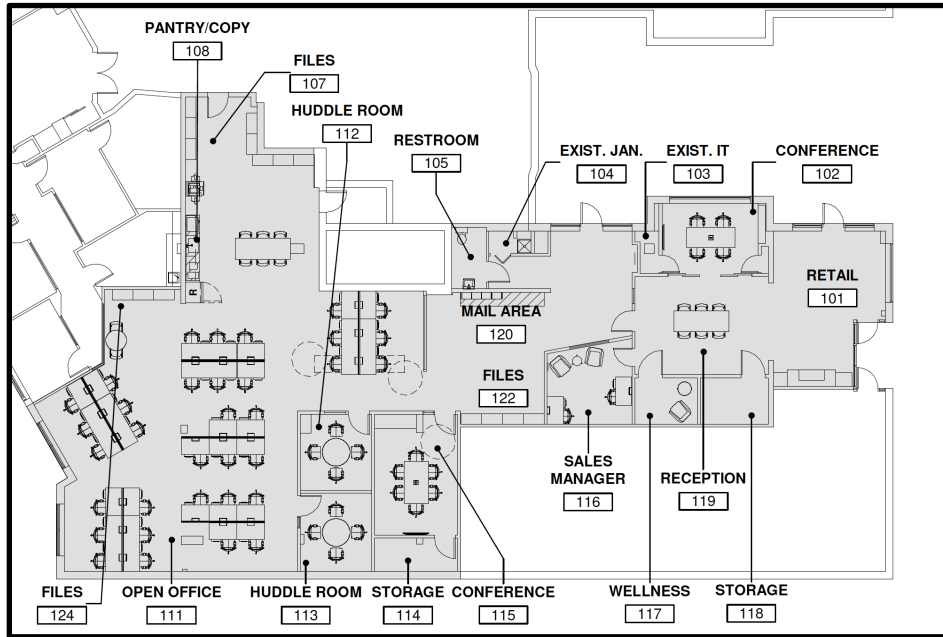 PANTRY/COPY
108
FILES
107
HUDDLE ROOM
112
RESTROOM
105
EXIST. JAN.
104
EXIST. IT
103
CONFERENCE
102
RETAIL
101
R
MAIL AREA
120
FILES
122
SALES
MANAGER
116
RECEPTION
119
FILES
124
OPEN OFFICE
111
HUDDLE ROOM
113
STORAGE
114
CONFERENCE
115
WELLNESS
117
STORAGE
118